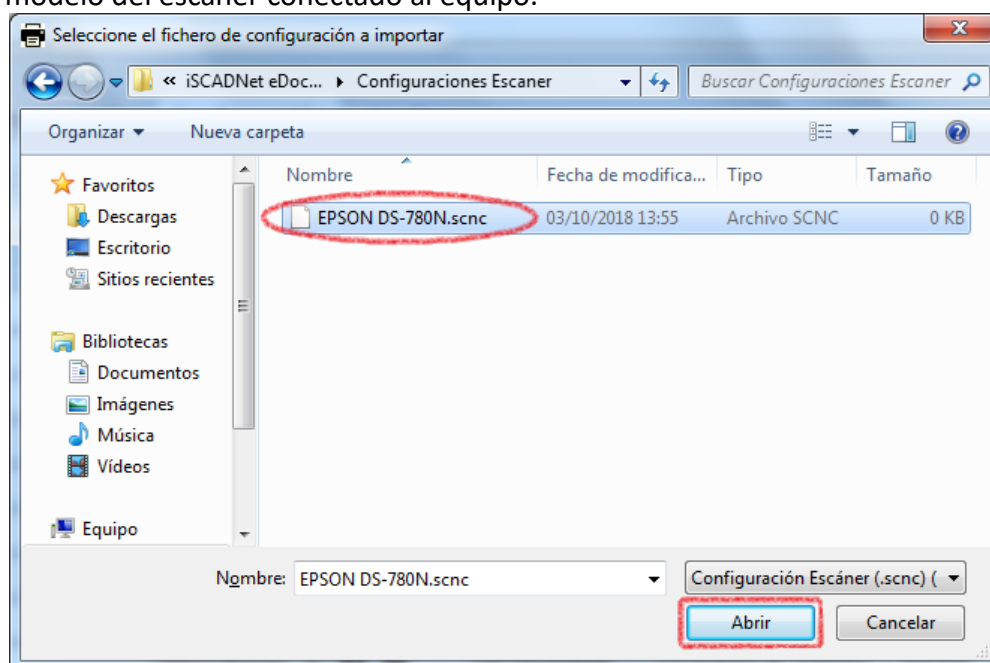 modelo del escáner conectado al equipo.
Seleccione el fichero de configuración a importar
« iSCADNet eDoc... Configuraciones Escaner
Buscar Configuraciones Escaner
Organizar Nueva carpeta
Nombre Fecha de modifica... Tipo Tamaño
EPSON DS-780N.scnc 03/10/2018 13:55 Archivo SCNC 0 KB
Favoritos
Descargas
Escritorio
Sitios recientes
Bibliotecas
Documentos
Imágenes
Música
Vídeos
Equipo
Nombre: EPSON DS-780N.scnc Configuración Escáner (.scnc) (
Abrir Cancelar